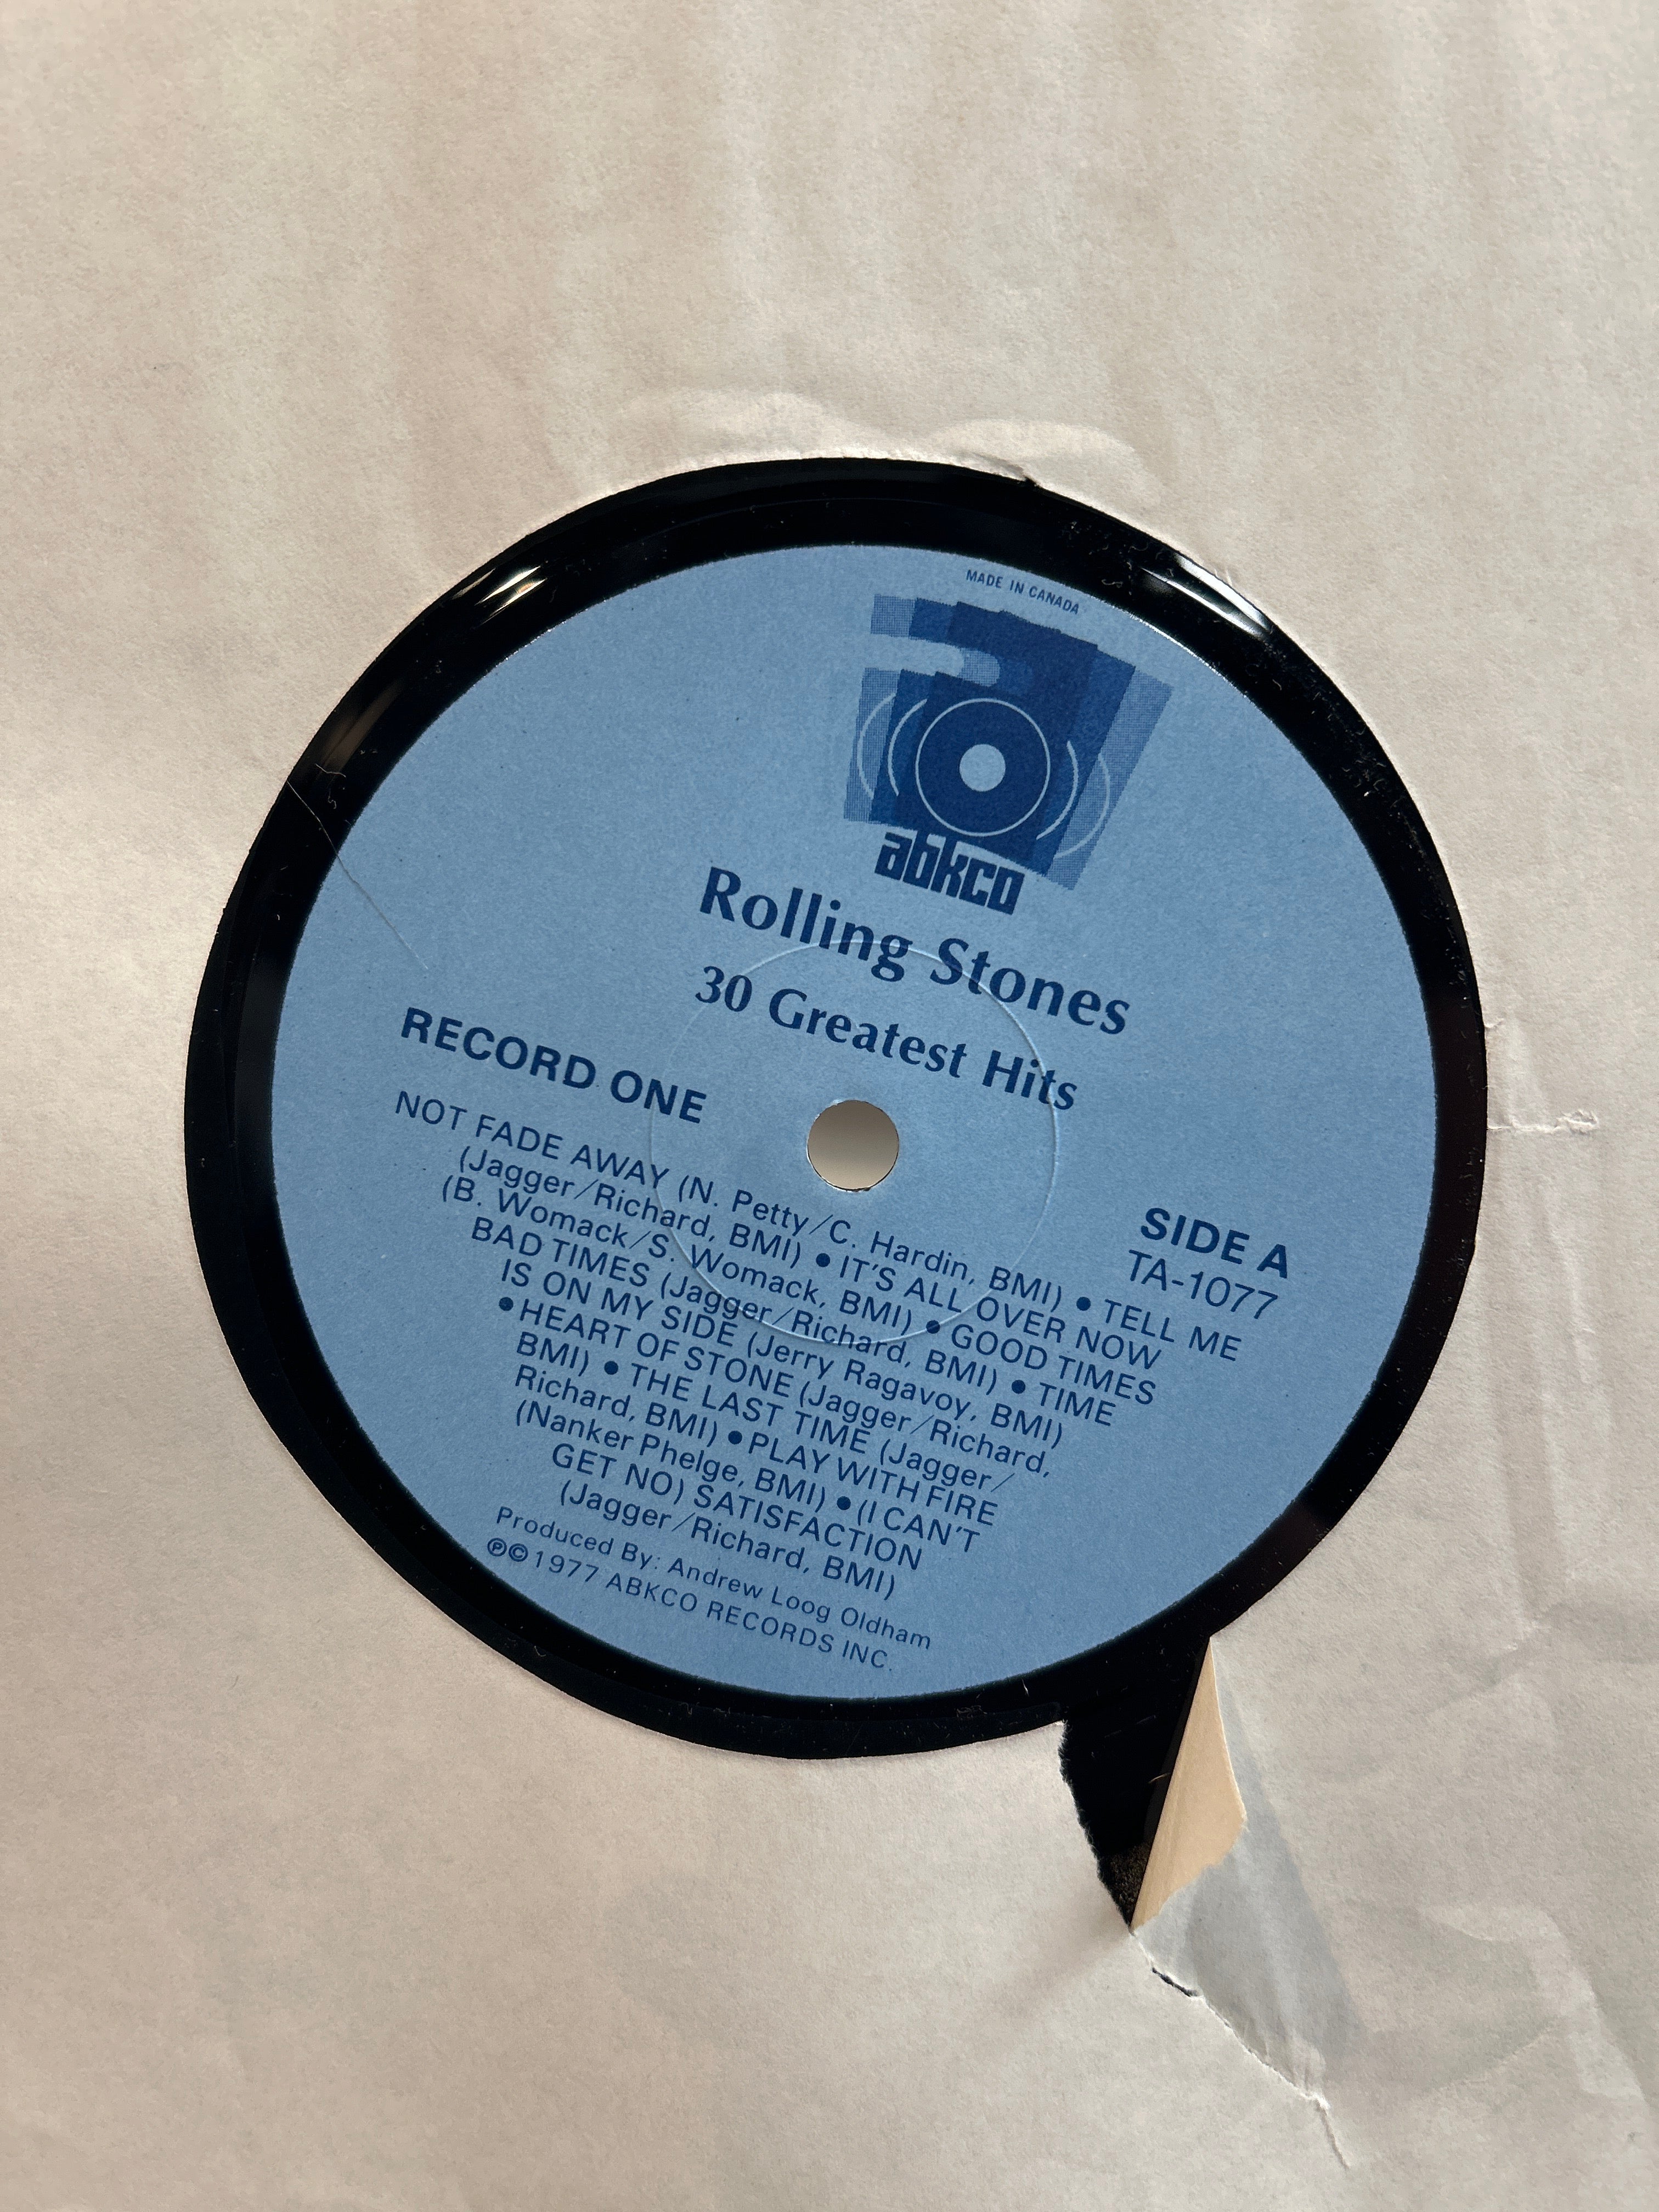 MADE IN CANADA
abkco
Rolling Stones
30 Greatest Hits
RECORD ONE
SIDE A
TA-1077
NOT FADE AWAY (N. Petty/C. Hardin, BMI) • TELL ME
(Jagger/Richard, BMI) • IT'S ALL OVER NOW
(B. Womack/S. Womack, BMI) • GOOD TIMES
BAD TIMES (Jagger/Richard, BMI) • TIME
IS ON MY SIDE (Jerry Ragavoy, BMI)
• HEART OF STONE (Jagger/Richard,
BMI) • THE LAST TIME (Jagger/
Richard, BMI) • PLAY WITH FIRE
(Nanker Phelge, BMI) • (I CAN'T
GET NO) SATISFACTION
(Jagger/Richard, BMI)
Produced By: Andrew Loog Oldham
℗©1977 ABKCO RECORDS INC.